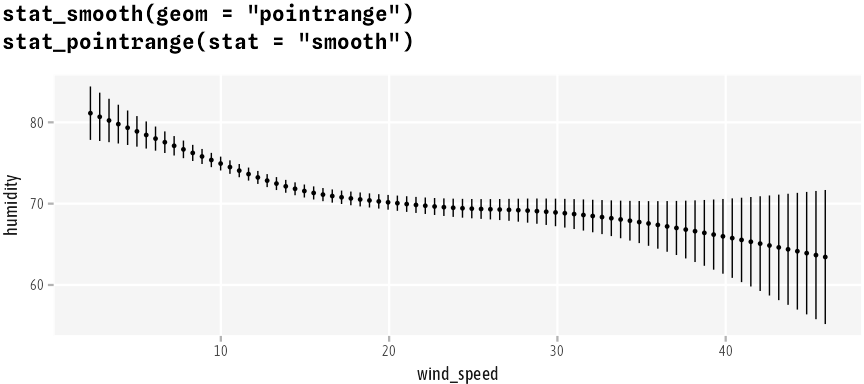 stat_smooth(geom = "pointrange")
stat_pointrange(stat = "smooth")
80
70
60
humidity
10 20 30 40
wind_speed